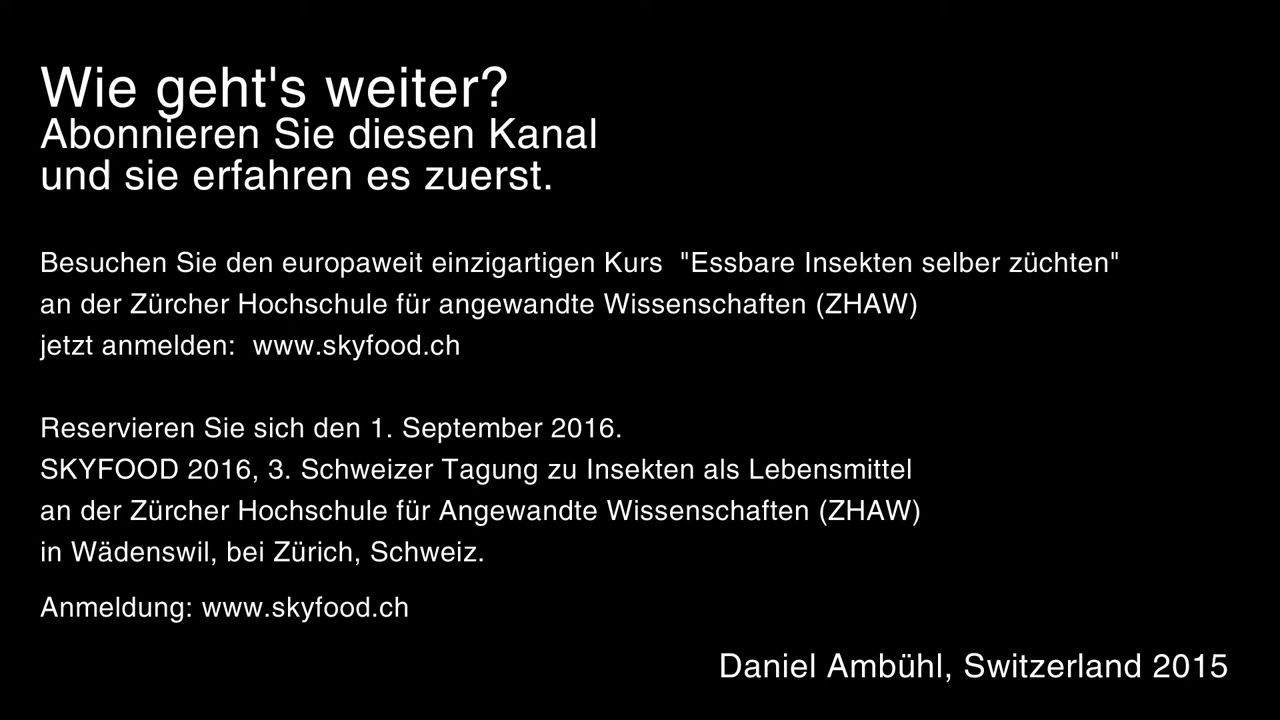 Wie geht's weiter?
Abonnieren Sie diesen Kanal
und sie erfahren es zuerst.
Besuchen Sie den europaweit einzigartigen Kurs  "Essbare Insekten selber züchten"
an der Zürcher Hochschule für angewandte Wissenschaften (ZHAW)
jetzt anmelden:  www.skyfood.ch
Reservieren Sie sich den 1. September 2016.
SKYFOOD 2016, 3. Schweizer Tagung zu Insekten als Lebensmittel
an der Zürcher Hochschule für Angewandte Wissenschaften (ZHAW)
in Wädenswil, bei Zürich, Schweiz.
Anmeldung: www.skyfood.ch
Daniel Ambühl, Switzerland 2015